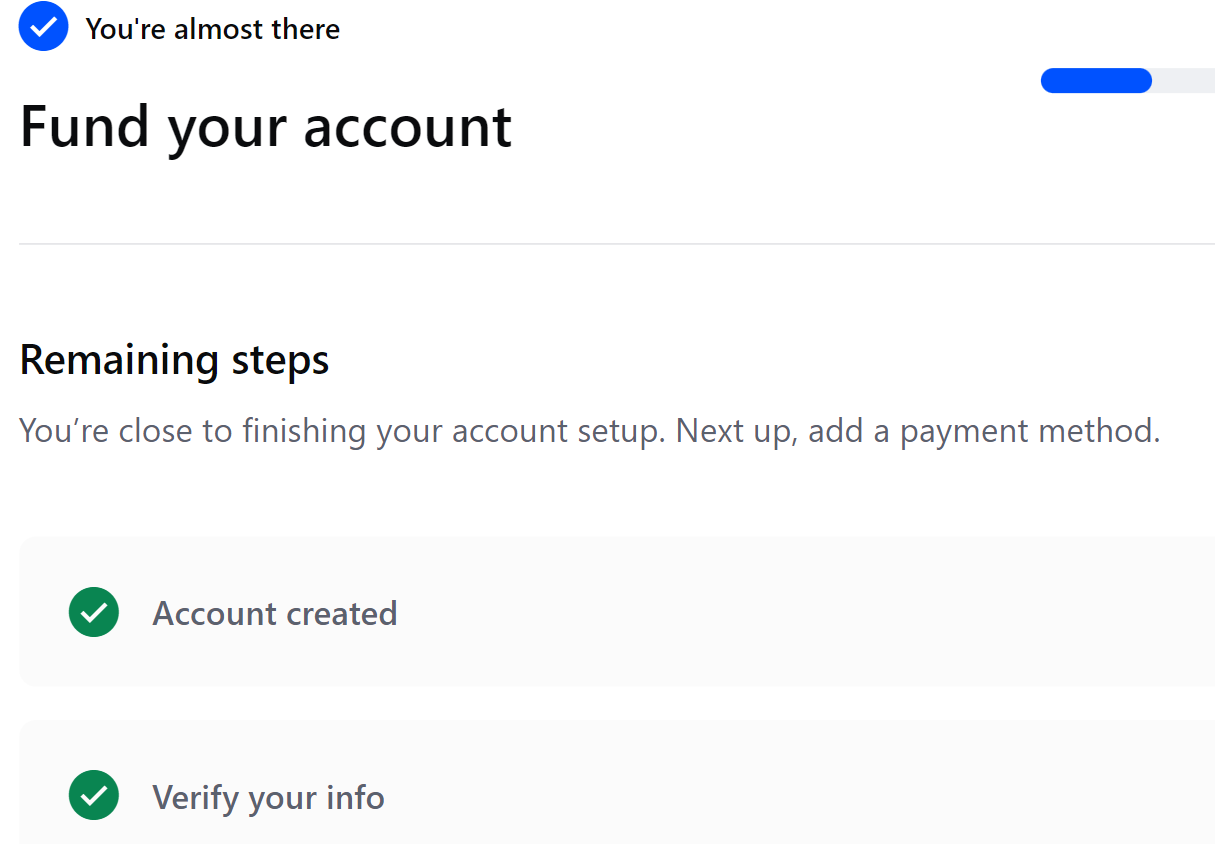 You're almost there
Fund your account
Remaining steps
You’re close to finishing your account setup. Next up, add a payment method.
Account created
Verify your info